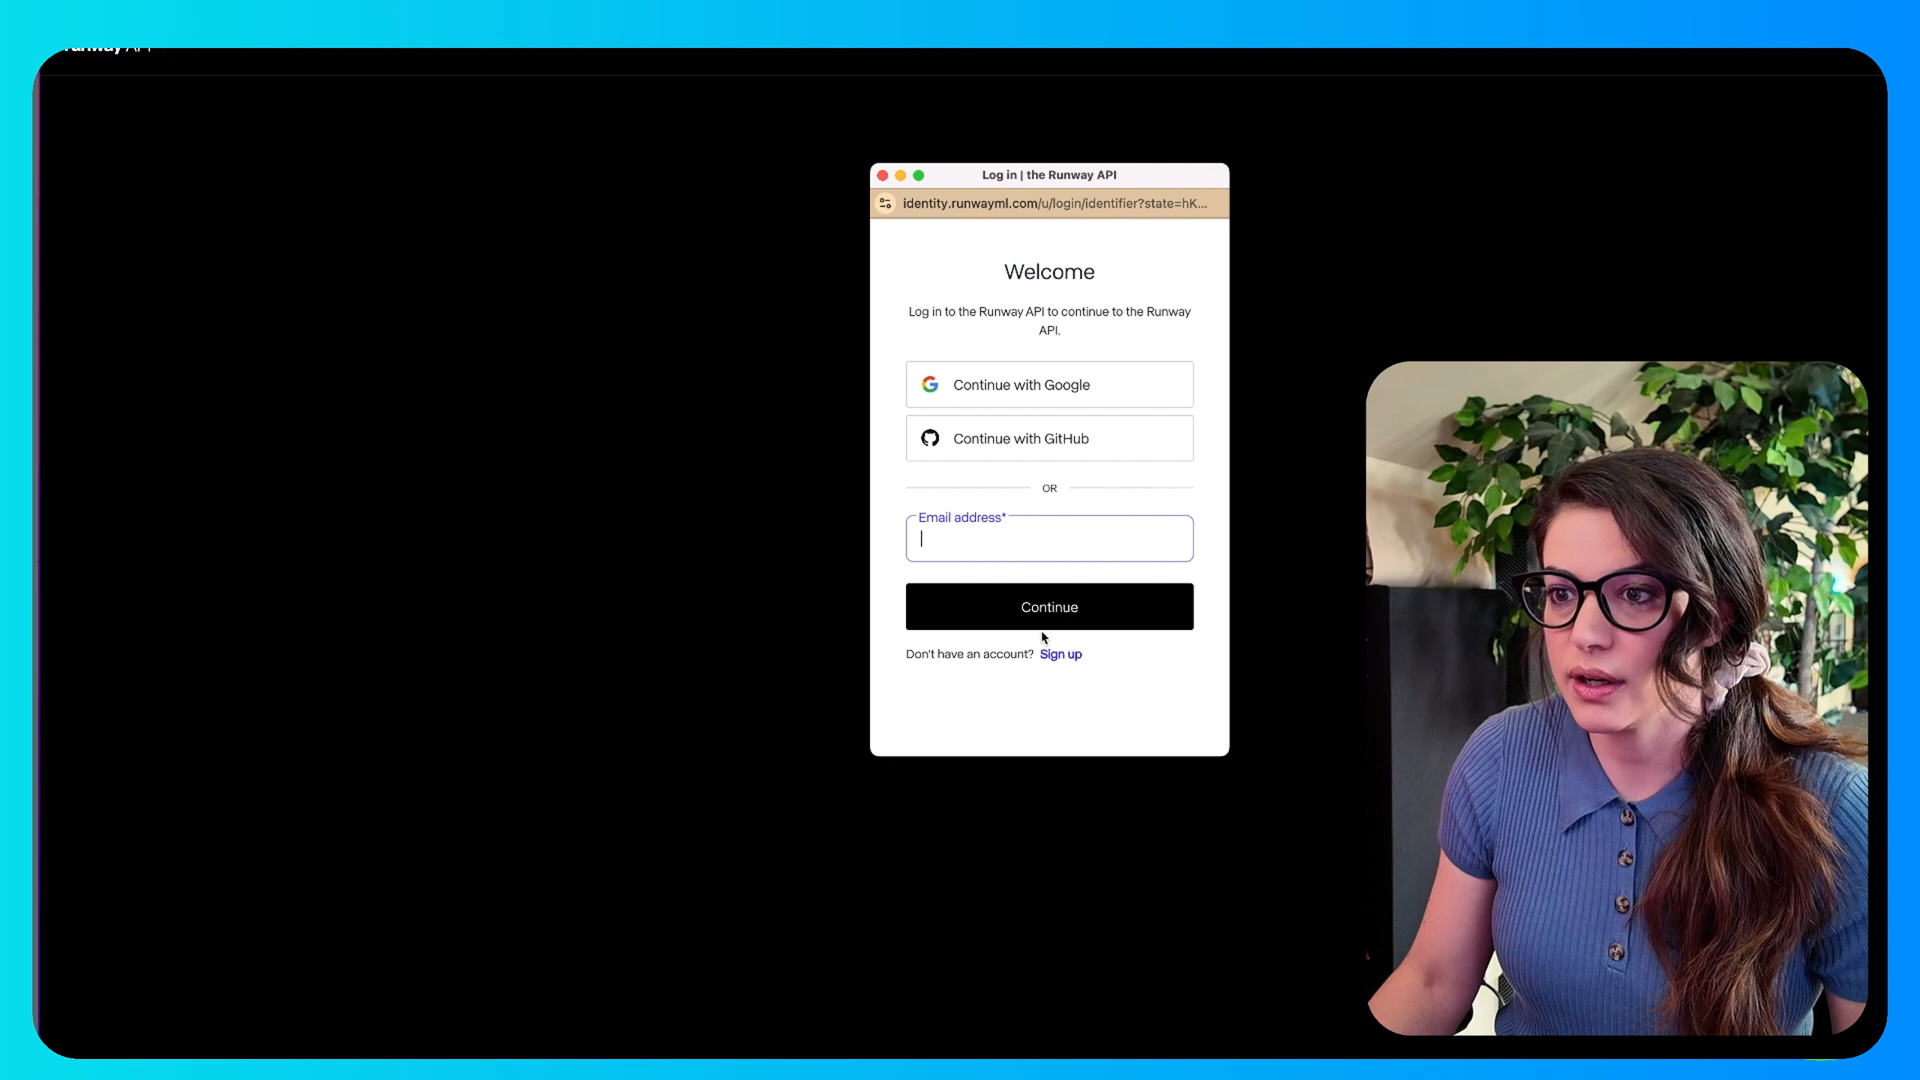 runway API
Log in | the Runway API
identity.runwayml.com/u/login/identifier?state=hK...
Welcome
Log in to the Runway API to continue to the Runway
API.
Continue with Google
Continue with GitHub
OR
Email address*
Continue
Don't have an account? Sign up